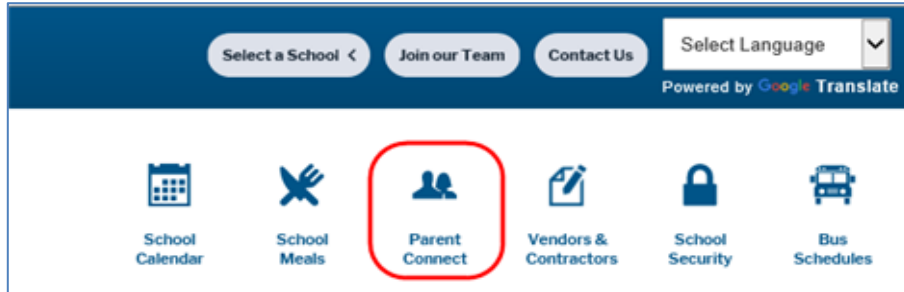 Select a School <
Join our Team
Contact Us
Select Language
Powered by Google Translate
School
Calendar
School
Meals
Parent
Connect
Vendors &
Contractors
School
Security
Bus
Schedules